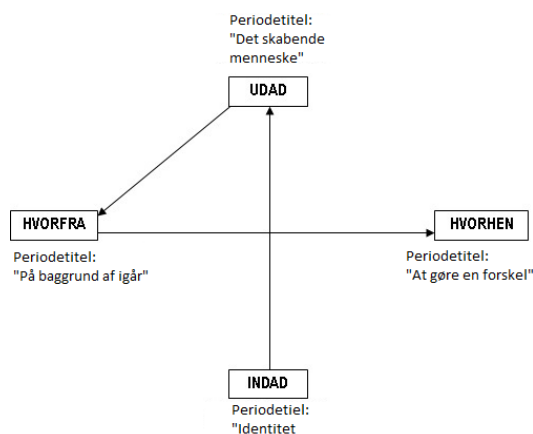 Periodetitel:
"Det skabende
menneske"
UDAD
HVORFRA
HVORHEN
Periodetitel:
"På baggrund af igår"
Periodetitel:
"At gøre en forskel"
INDAD
Periodetiel:
"Identitet